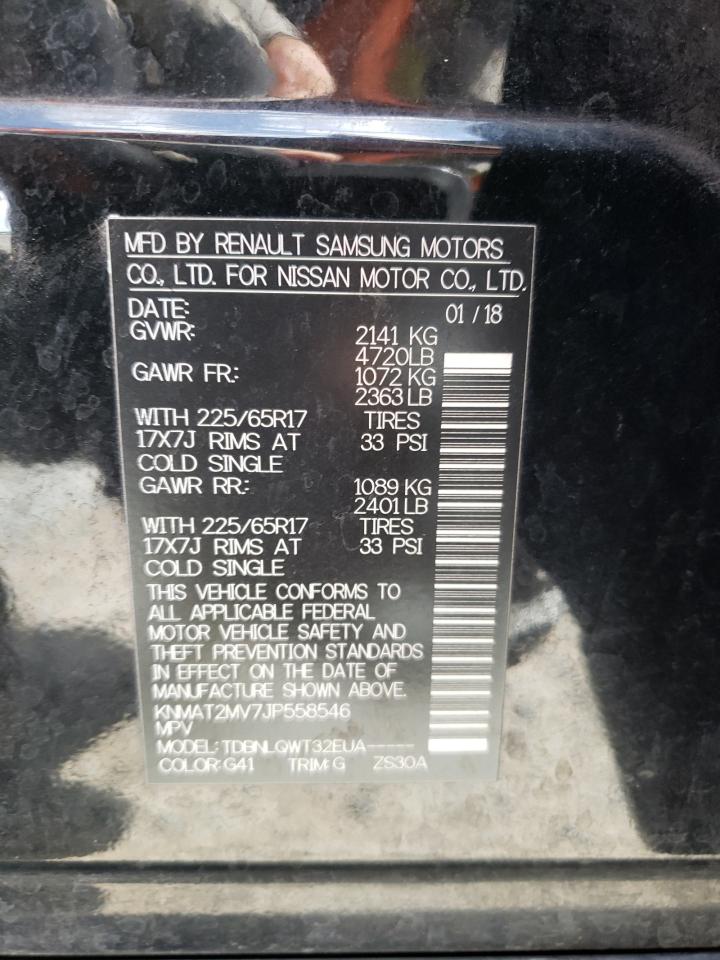 MFD BY RENAULT SAMSUNG MOTORS
CO., LTD. FOR NISSAN MOTOR CO., LTD.
DATE: 01 / 18
GVWR: 2141 KG
4720LB
GAWR FR.: 1072 KG
2363 LB
WITH 225/65R17 TIRES
17X7J RIMS AT 33 PSI
COLD SINGLE
GAWR RR.: 1089 KG
2401 LB
WITH 225/65R17 TIRES
17X7J RIMS AT 33 PSI
COLD SINGLE
THIS VEHICLE CONFORMS TO
ALL APPLICABLE FEDERAL
MOTOR VEHICLE SAFETY AND
THEFT PREVENTION STANDARDS
IN EFFECT ON THE DATE OF
MANUFACTURE SHOWN ABOVE.
KNMAT2MV7JP558546
MPV
MODEL: TDBNLQWT32EUA-----
COLOR: G41 TRIM: G ZS30A